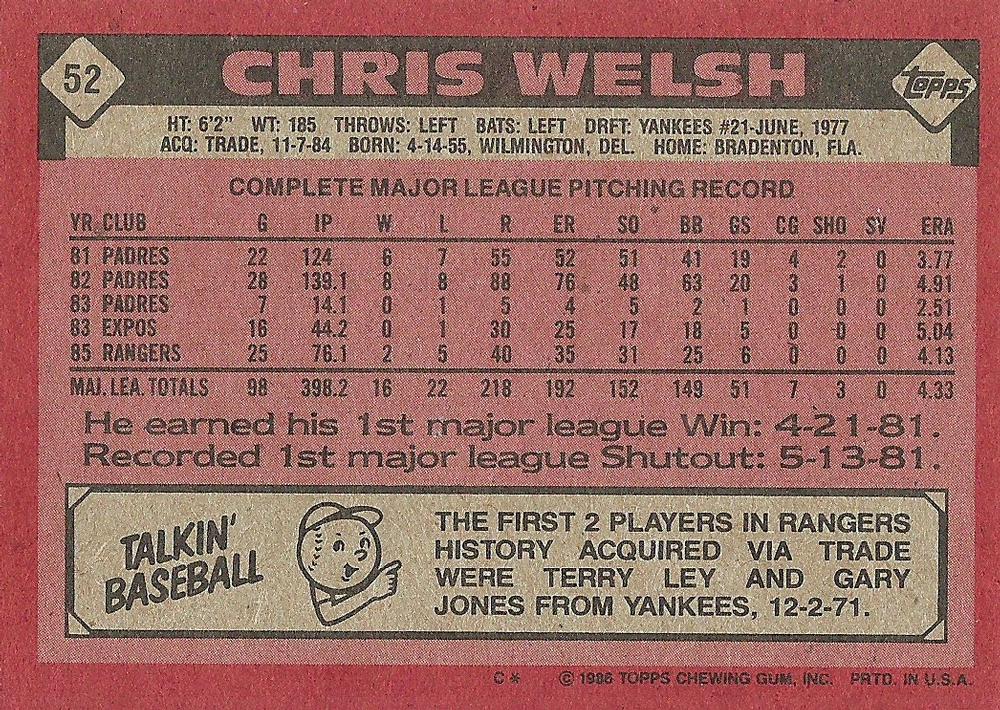 52
CHRIS WELSH
TOPPS
HT: 6'2" WT: 185 THROWS: LEFT BATS: LEFT DRFT: YANKEES #21-JUNE, 1977
ACQ: TRADE, 11-7-84 BORN: 4-14-55, WILMINGTON, DEL. HOME: BRADENTON, FLA.
COMPLETE MAJOR LEAGUE PITCHING RECORD
YR CLUB G IP W L R ER SO BB GS CG SHO SV ERA
81 PADRES 22 124 6 7 55 52 51 41 19 4 2 0 3.77
82 PADRES 28 139.1 8 8 88 76 48 63 20 3 1 0 4.91
83 PADRES 7 14.1 0 1 5 4 5 2 1 0 0 0 2.51
83 EXPOS 16 44.2 0 1 30 25 17 18 5 0 0 0 5.04
85 RANGERS 25 76.1 2 5 40 35 31 25 6 0 0 0 4.13
MAJ. LEA. TOTALS 98 398.2 16 22 218 192 152 149 51 7 3 0 4.33
He earned his 1st major league Win: 4-21-81.
Recorded 1st major league Shutout: 5-13-81.
TALKIN'
BASEBALL
THE FIRST 2 PLAYERS IN RANGERS
HISTORY ACQUIRED VIA TRADE
WERE TERRY LEY AND GARY
JONES FROM YANKEES, 12-2-71.
C* © 1986 TOPPS CHEWING GUM, INC. PRTD. IN U.S.A.